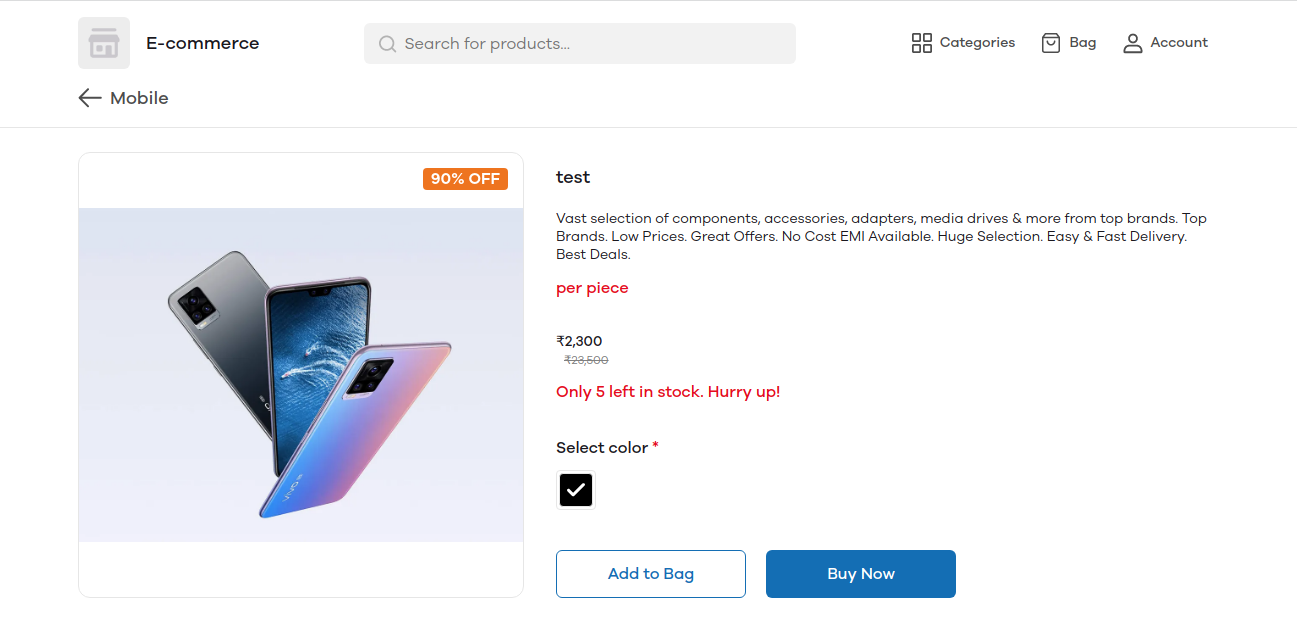 E-commerce
Search for products...
Categories
Bag
Account
Mobile
90% OFF
test
Vast selection of components, accessories, adapters, media drives & more from top brands. Top
Brands. Low Prices. Great Offers. No Cost EMI Available. Huge Selection. Easy & Fast Delivery.
Best Deals.
per piece
₹2,300
₹23,500
Only 5 left in stock. Hurry up!
Select color *
Add to Bag
Buy Now
vivo